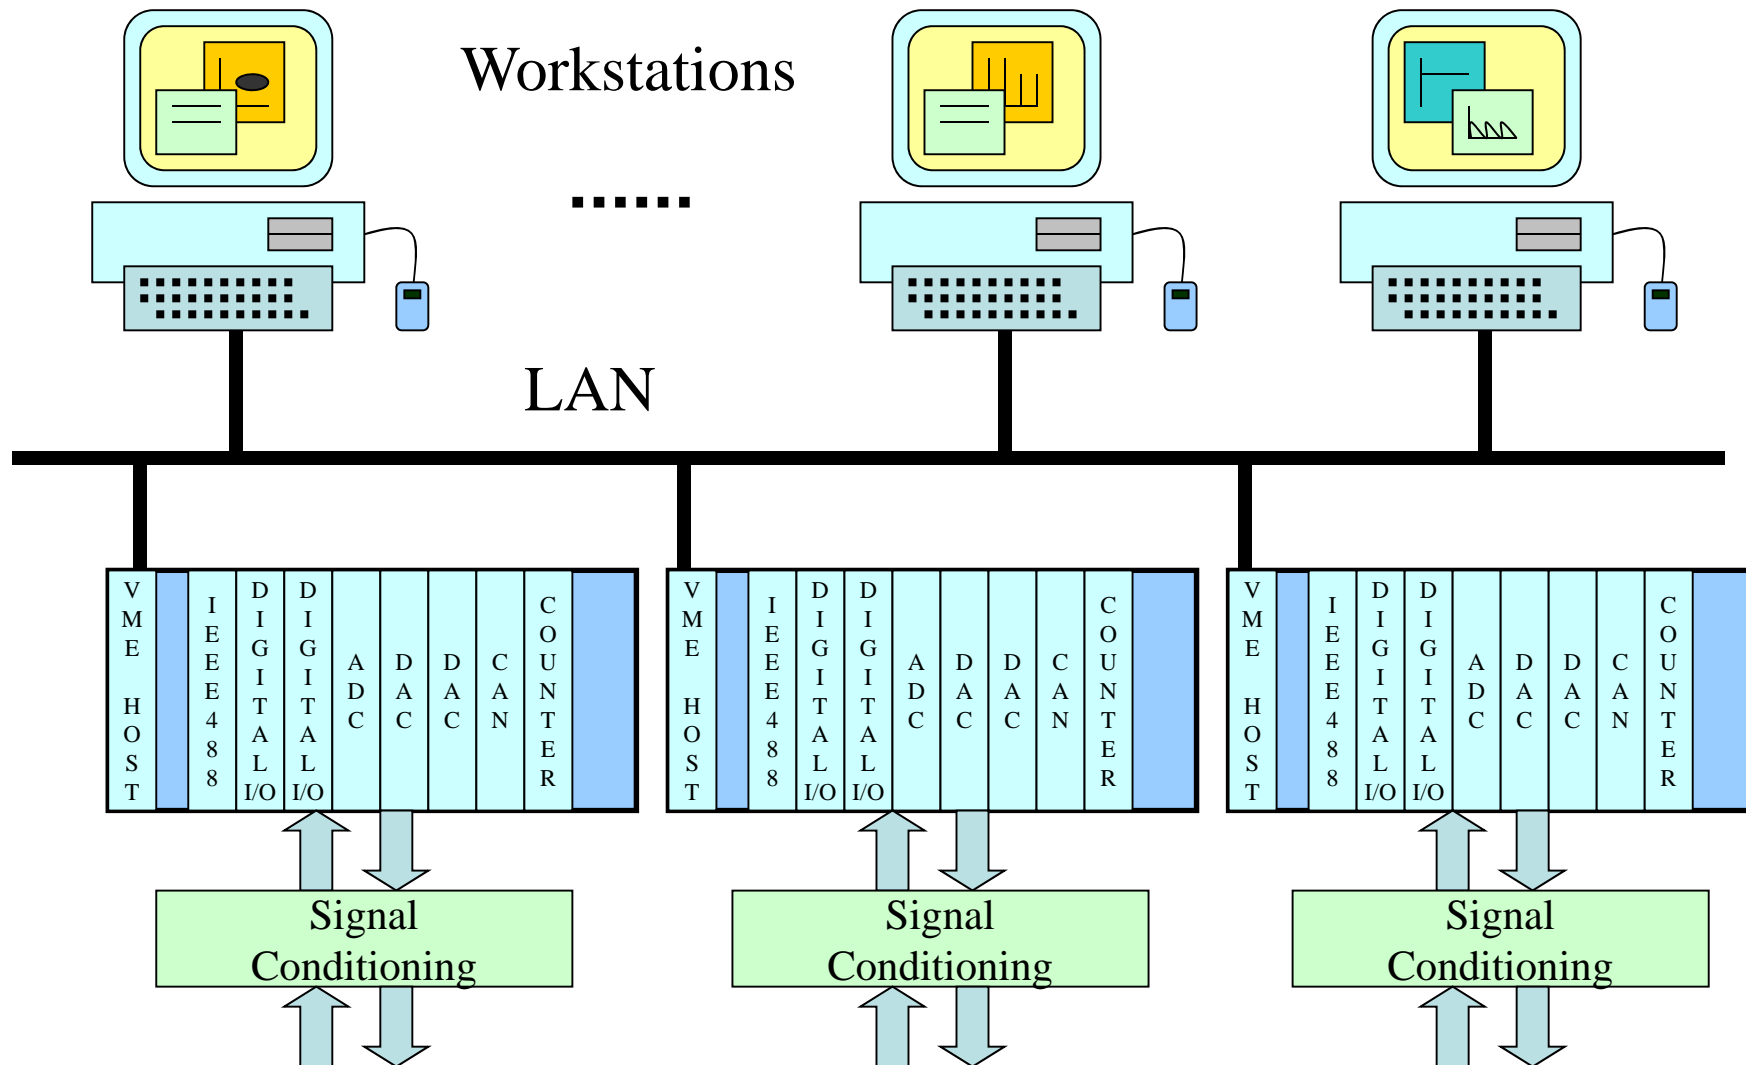 Workstations
LAN
VME HOST
IEEE488
DIGITAL I/O
DIGITAL I/O
ADC
DAC
DAC
CAN
COUNTER
VME HOST
IEEE488
DIGITAL I/O
DIGITAL I/O
ADC
DAC
DAC
CAN
COUNTER
VME HOST
IEEE488
DIGITAL I/O
DIGITAL I/O
ADC
DAC
DAC
CAN
COUNTER
Signal
Conditioning
Signal
Conditioning
Signal
Conditioning